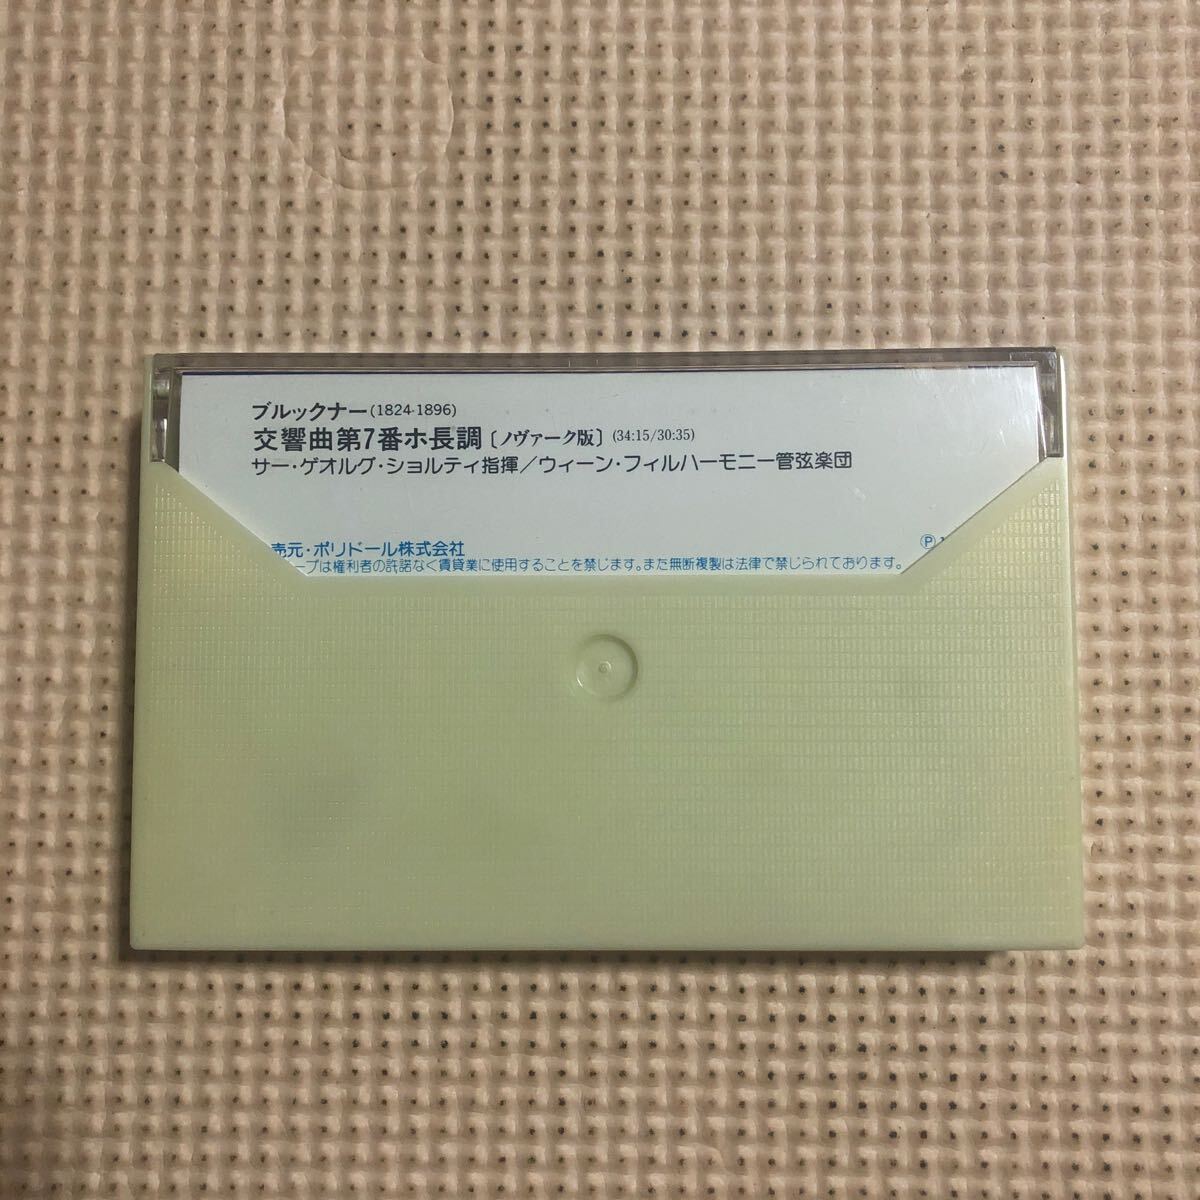 ブルックナー(1824-1896)
交響曲第7番ホ長調〔ノヴァーク版〕(34:15/30:35)
サー・ゲオルグ・ショルティ指揮/ウィーン・フィルハーモニー管弦楽団
売元・ポリドール株式会社 Ⓟ
ープは権利者の許諾なく賃貸業に使用することを禁じます。また無断複製は法律で禁じられております。